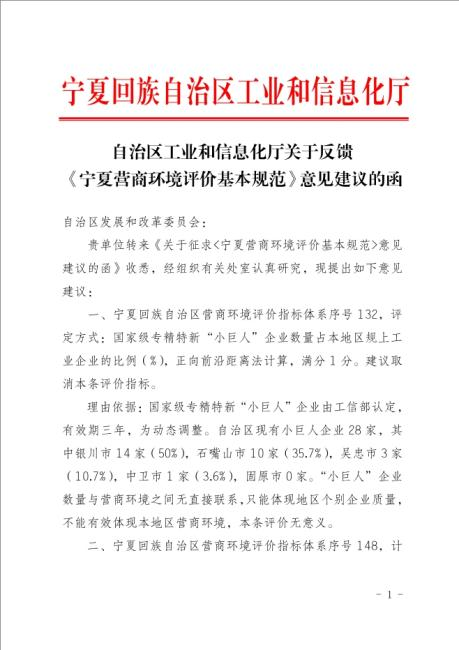 宁夏回族自治区工业和信息化厅
自治区工业和信息化厅关于反馈
《宁夏营商环境评价基本规范》意见建议的函
自治区发展和改革委员会：
贵单位转来《关于征求<宁夏营商环境评价基本规范>意见
建议的函》收悉，经组织有关处室认真研究，现提出如下意见
建议：
一、宁夏回族自治区营商环境评价指标体系序号 132，评
定方式：国家级专精特新“小巨人”企业数量占本地区规上工
业企业的比例（%），正向前沿距离法计算，满分 1 分。建议取
消本条评价指标。
理由依据：国家级专精特新“小巨人”企业由工信部认定，
有效期三年，为动态调整。自治区现有小巨人企业 28 家，其
中银川市 14 家（50%），石嘴山市 10 家（35.7%），吴忠市 3 家
（10.7%），中卫市 1 家（3.6%），固原市 0 家。“小巨人”企业
数量与营商环境之间无直接联系，只能体现地区个别企业质量，
不能有效体现本地区营商环境，本条评价无意义。
二、宁夏回族自治区营商环境评价指标体系序号 148，计
- 1 -